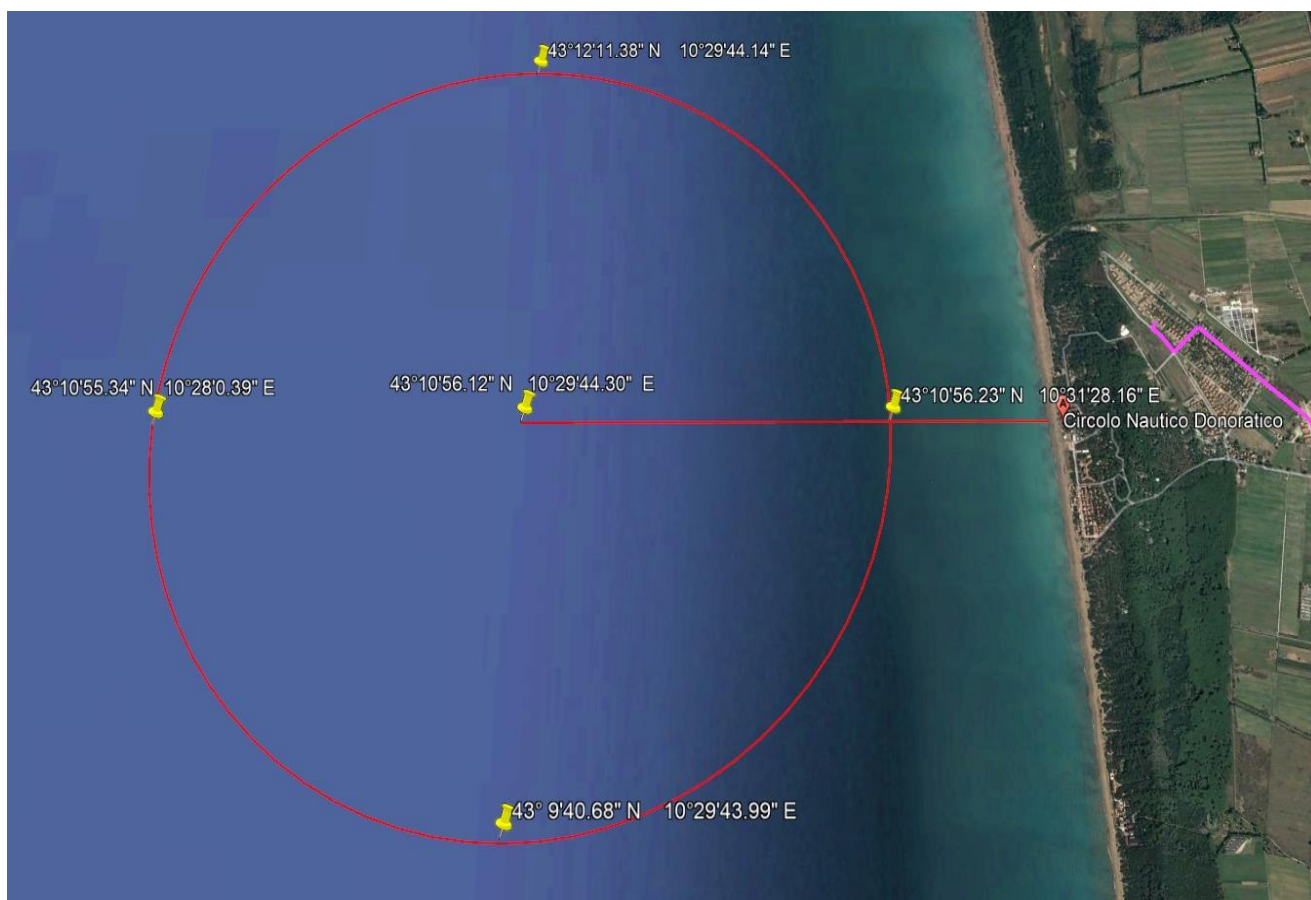 43°12'11.38" N 10°29'44.14" E
43°10'55.34" N 10°28'0.39" E
43°10'56.12" N 10°29'44.30" E
43°10'56.23" N 10°31'28.16" E
A
Circolo Nautico Donoratico
43° 9'40.68" N 10°29'43.99" E